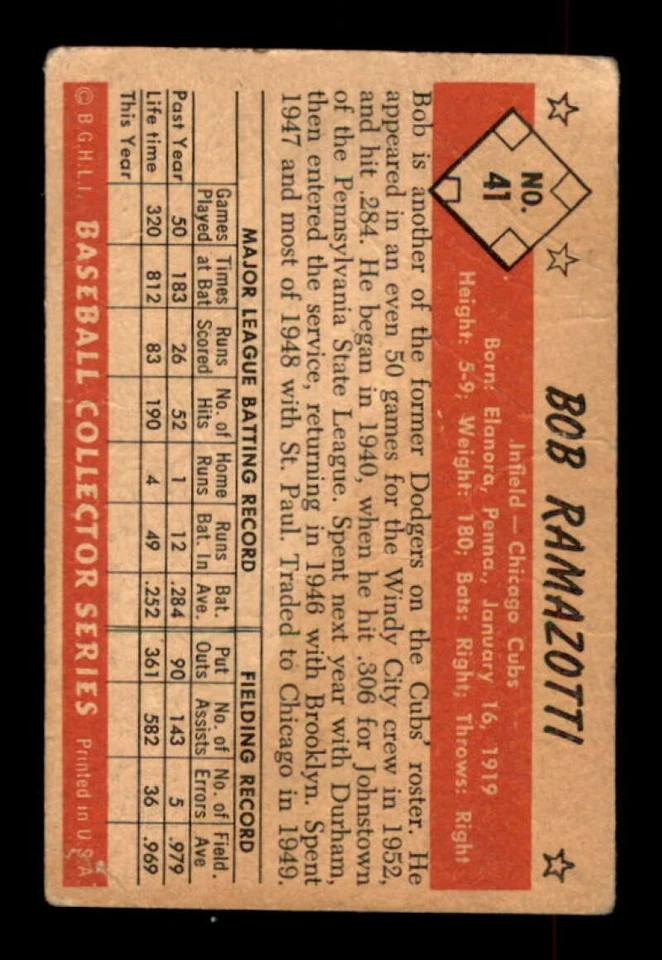 NO.
41
BOB RAMAZOTTI
Infield — Chicago Cubs
Born: Elanora, Penna., January 16, 1919
Height: 5-9; Weight: 180; Bats: Right; Throws: Right
Bob is another of the former Dodgers on the Cubs' roster. He
appeared in an even 50 games for the Windy City crew in 1952,
and hit .284. He began in 1940, when he hit .306 for Johnstown
of the Pennsylvania State League. Spent next year with Durham,
then entered the service, returning in 1946 with Brooklyn. Spent
1947 and most of 1948 with St. Paul. Traded to Chicago in 1949.
MAJOR LEAGUE BATTING RECORD FIELDING RECORD
Games Times Runs No. of Home Runs Bat. Put No. of No. of Field.
Played at Bat Scored Hits Runs Bat. In Ave. Outs Assists Errors Ave
Past Year 50 183 26 52 1 12 .284 90 143 5 .979
Life time 320 812 83 190 4 49 .252 361 582 36 .969
This Year
© B.G.H.L.I. BASEBALL COLLECTOR SERIES Printed in U.S.A.